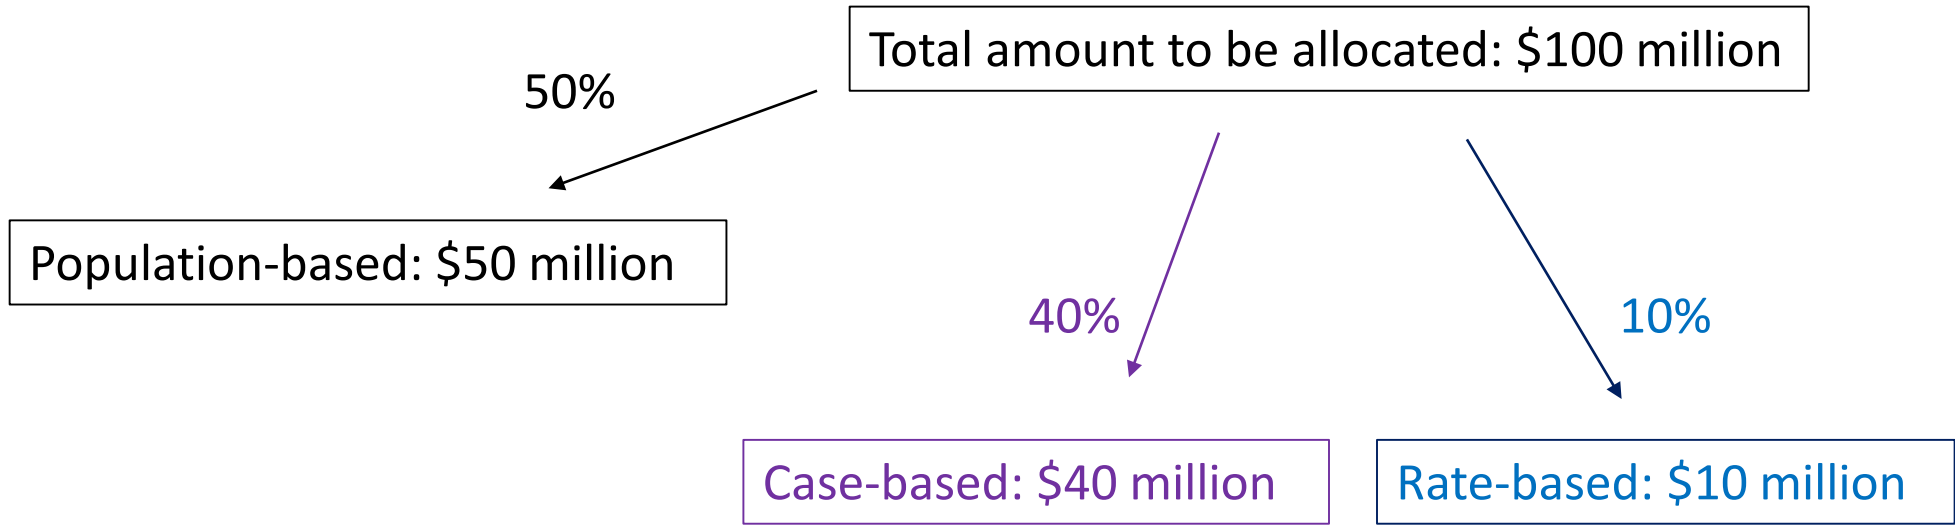 Total amount to be allocated: $100 million
50%
Population-based: $50 million
40%
10%
Case-based: $40 million
Rate-based: $10 million